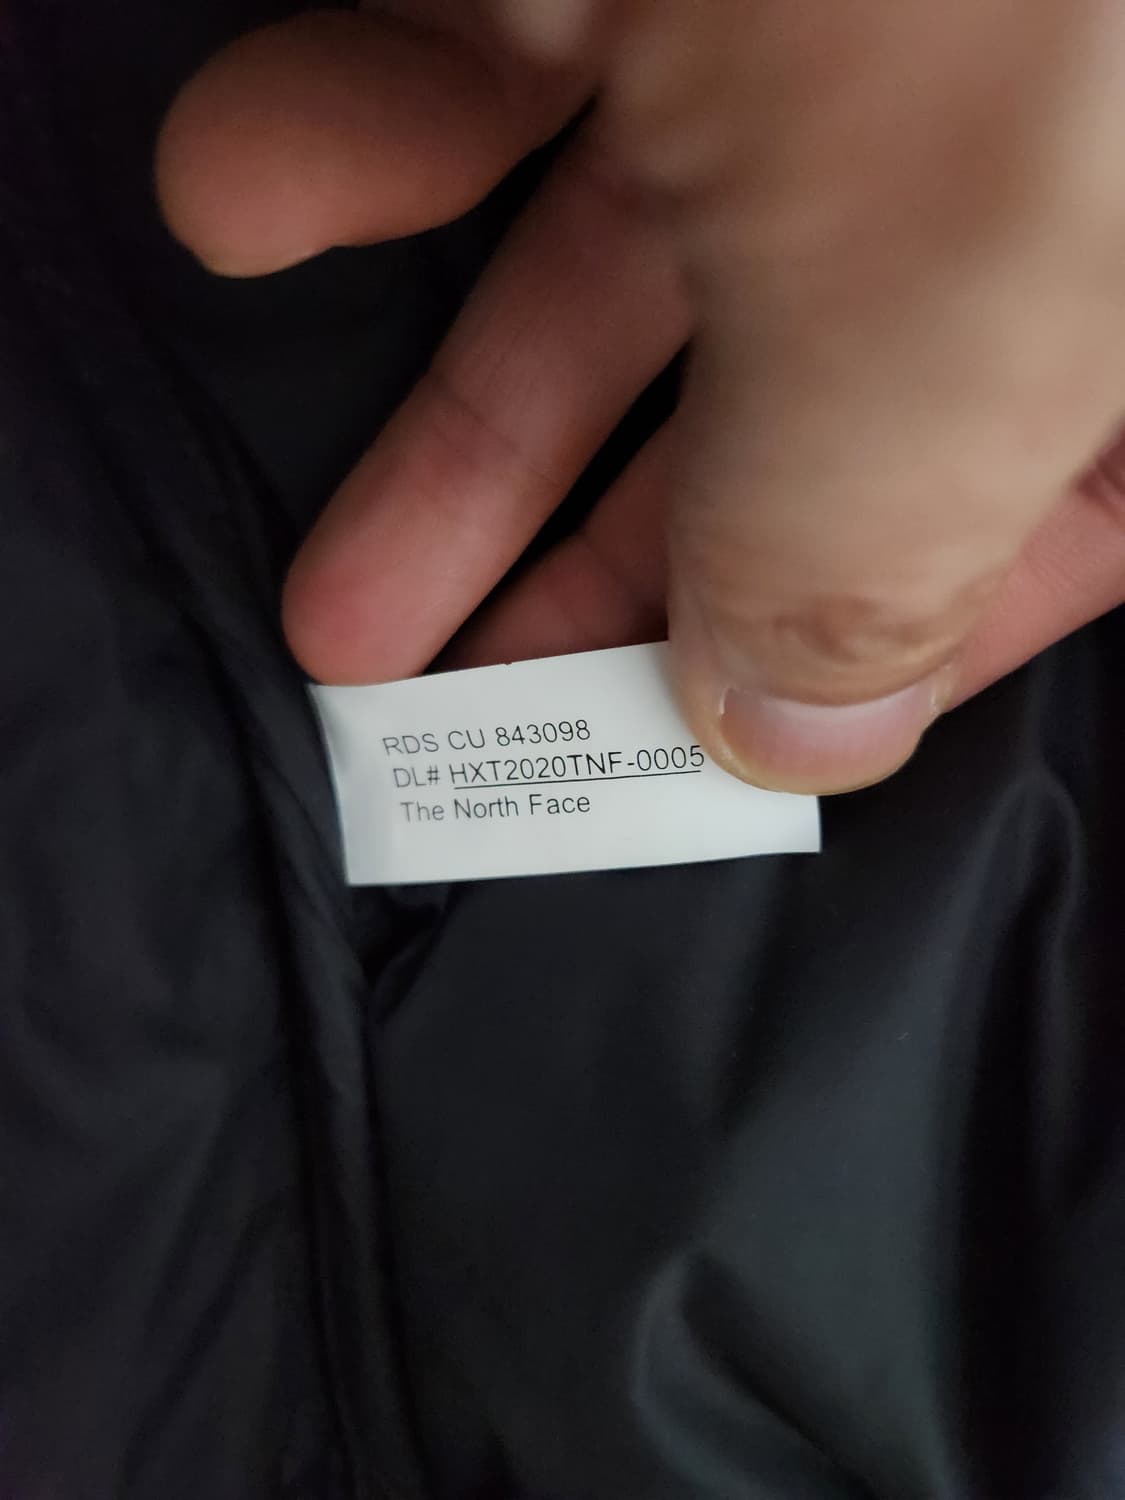 RDS CU 843098
DL# HXT2020TNF-0005
The North Face